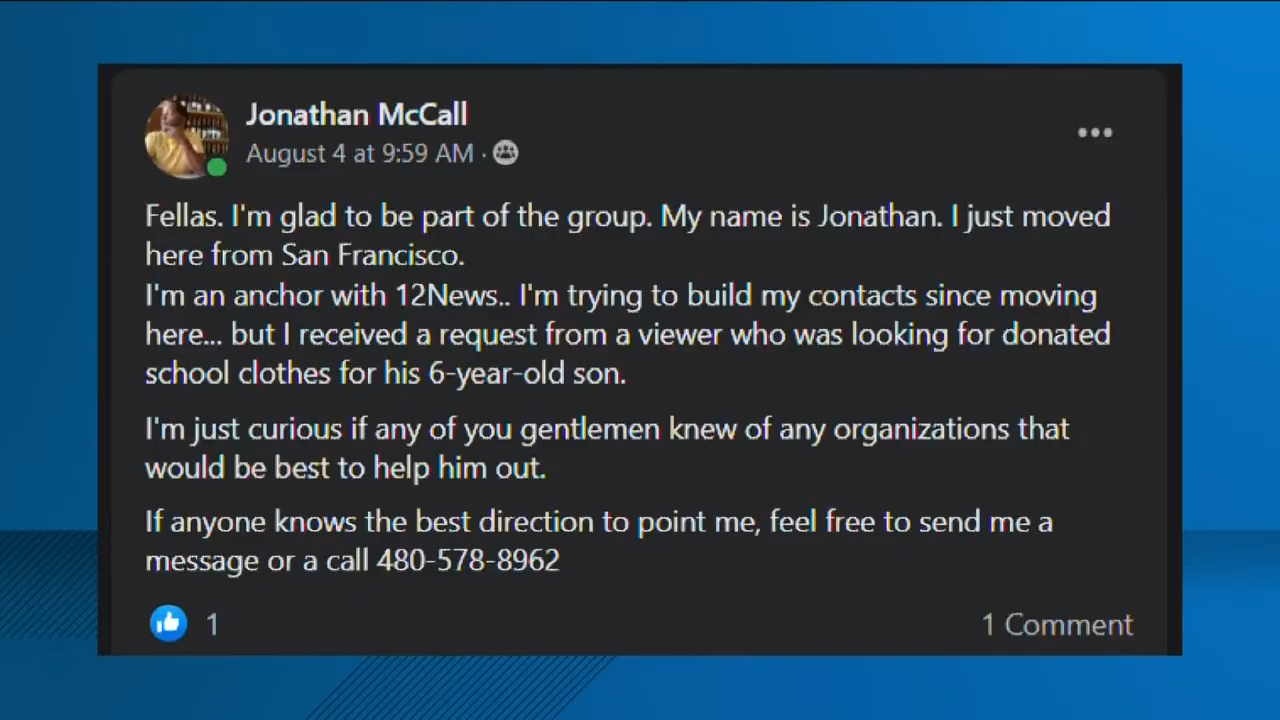 Jonathan McCall
August 4 at 9:59 AM ·
Fellas. I'm glad to be part of the group. My name is Jonathan. I just moved
here from San Francisco.
I'm an anchor with 12News.. I'm trying to build my contacts since moving
here... but I received a request from a viewer who was looking for donated
school clothes for his 6-year-old son.
I'm just curious if any of you gentlemen knew of any organizations that
would be best to help him out.
If anyone knows the best direction to point me, feel free to send me a
message or a call 480-578-8962
1
1 Comment